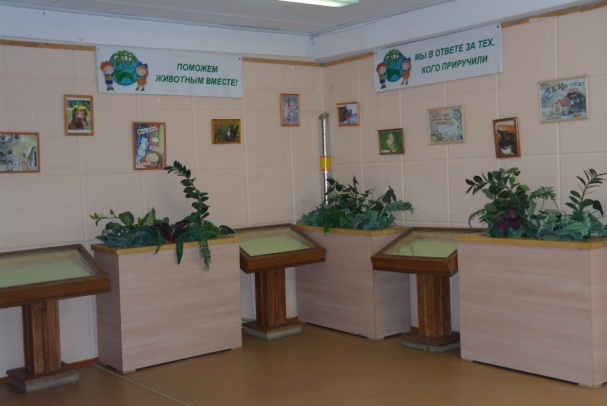 ПОМОЖЕМ
ЖИВОТНЫМ ВМЕСТЕ!
МЫ В ОТВЕТЕ ЗА ТЕХ,
КОГО ПРИРУЧИЛИ